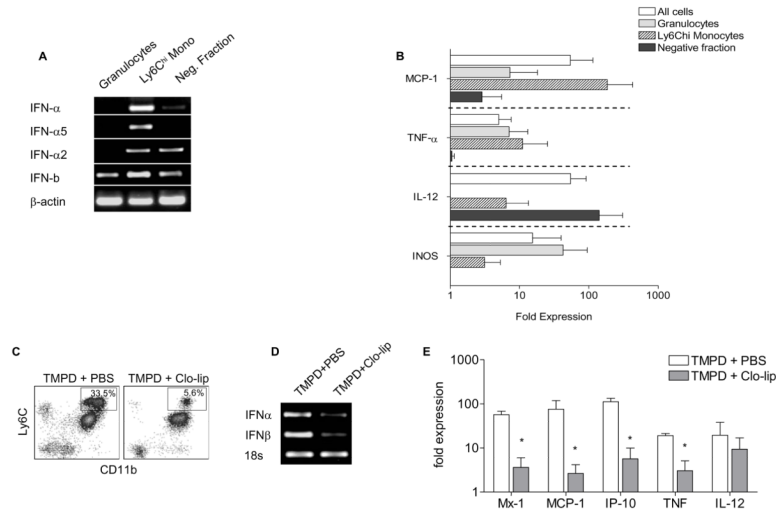 A
Granulocytes
Ly6C^hi Mono
Neg. Fraction
IFN-α
IFN-α5
IFN-α2
IFN-b
β-actin
B
All cells
Granulocytes
Ly6Chi Monocytes
Negative fraction
MCP-1
TNF-α
IL-12
INOS
1 10 100 1000
Fold Expression
C
TMPD + PBS TMPD + Clo-lip
33.5% 5.6%
Ly6C
CD11b
D
TMPD+PBS
TMPD+Clo-lip
IFNα
IFNβ
18s
E
TMPD + PBS
TMPD + Clo-lip
fold expression
1000
100
10
1
* * * *
Mx-1 MCP-1 IP-10 TNF IL-12